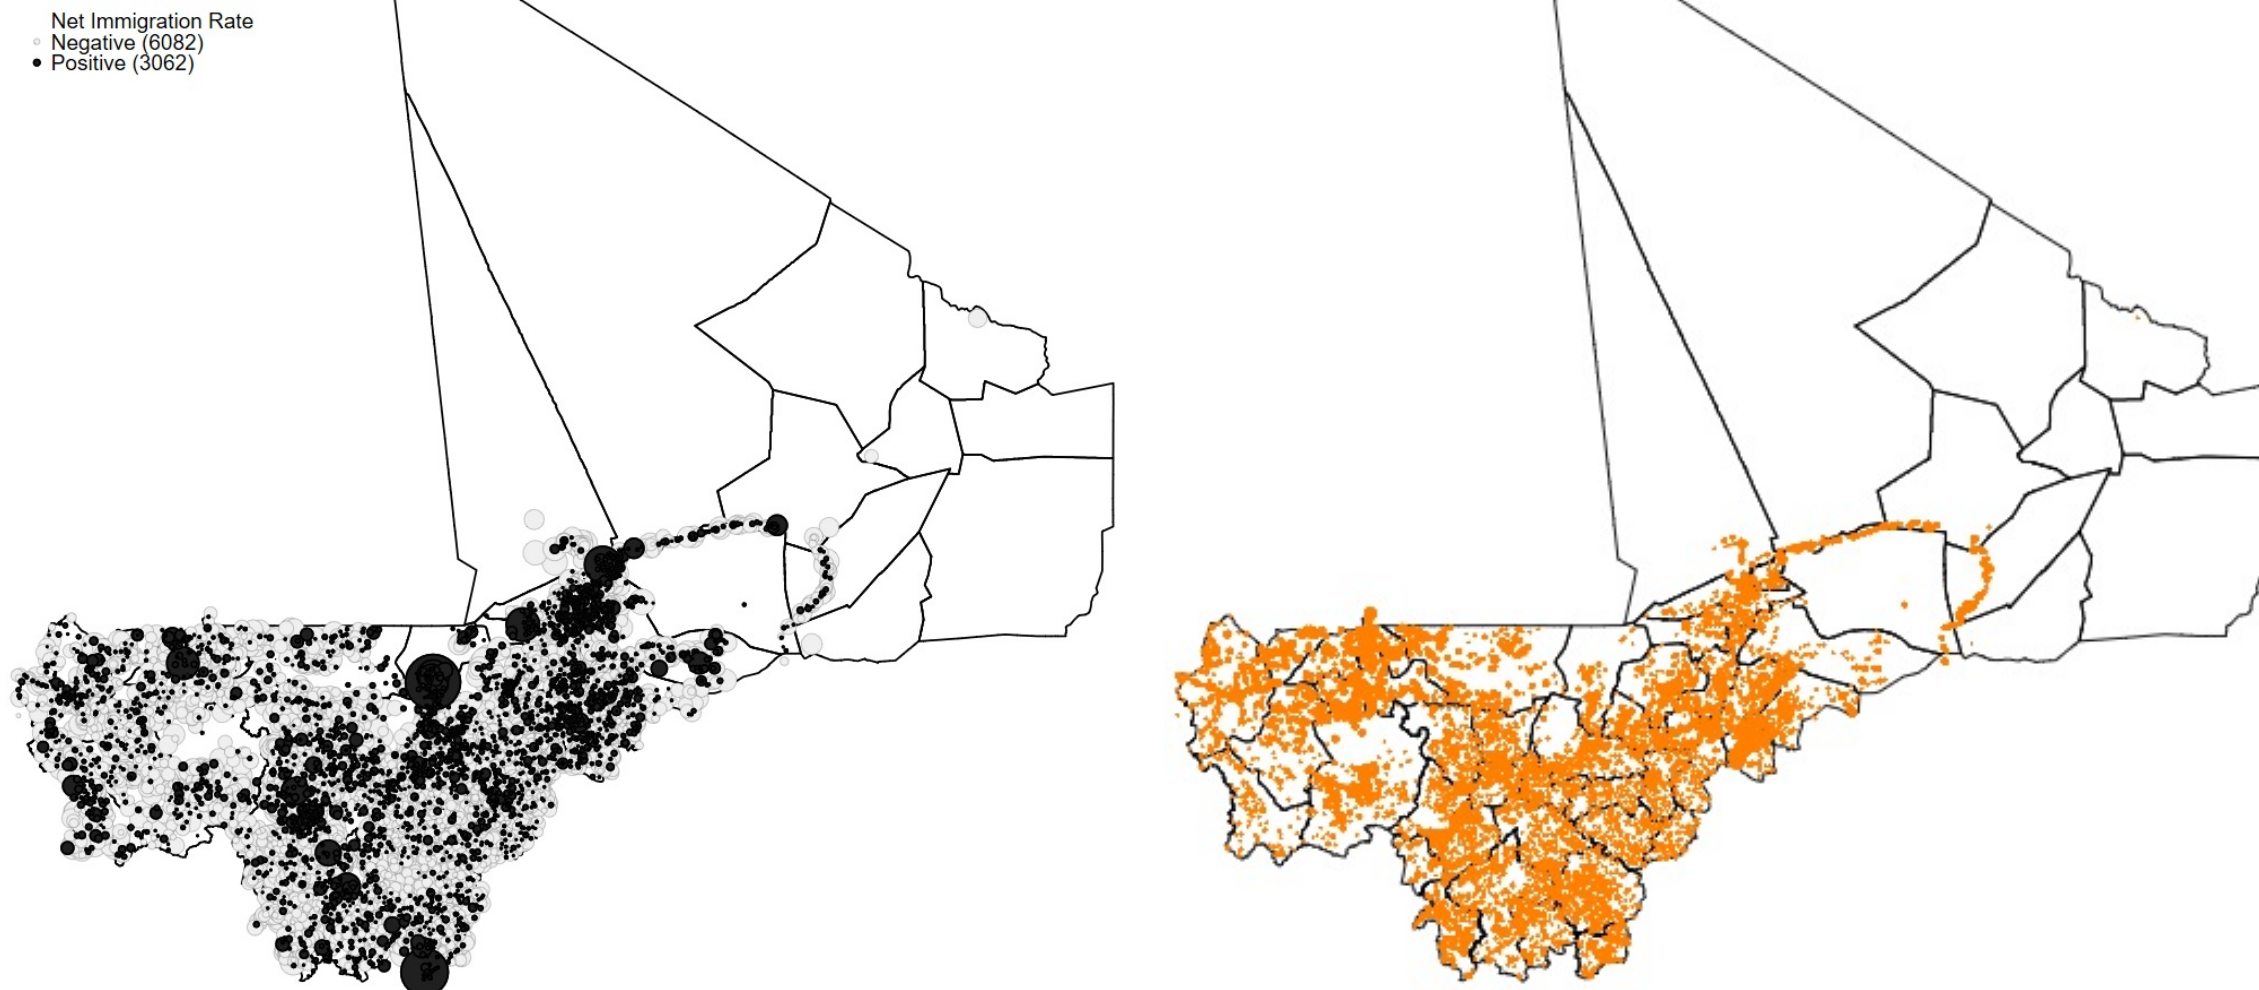 Net Immigration Rate
Negative (6082)
Positive (3062)